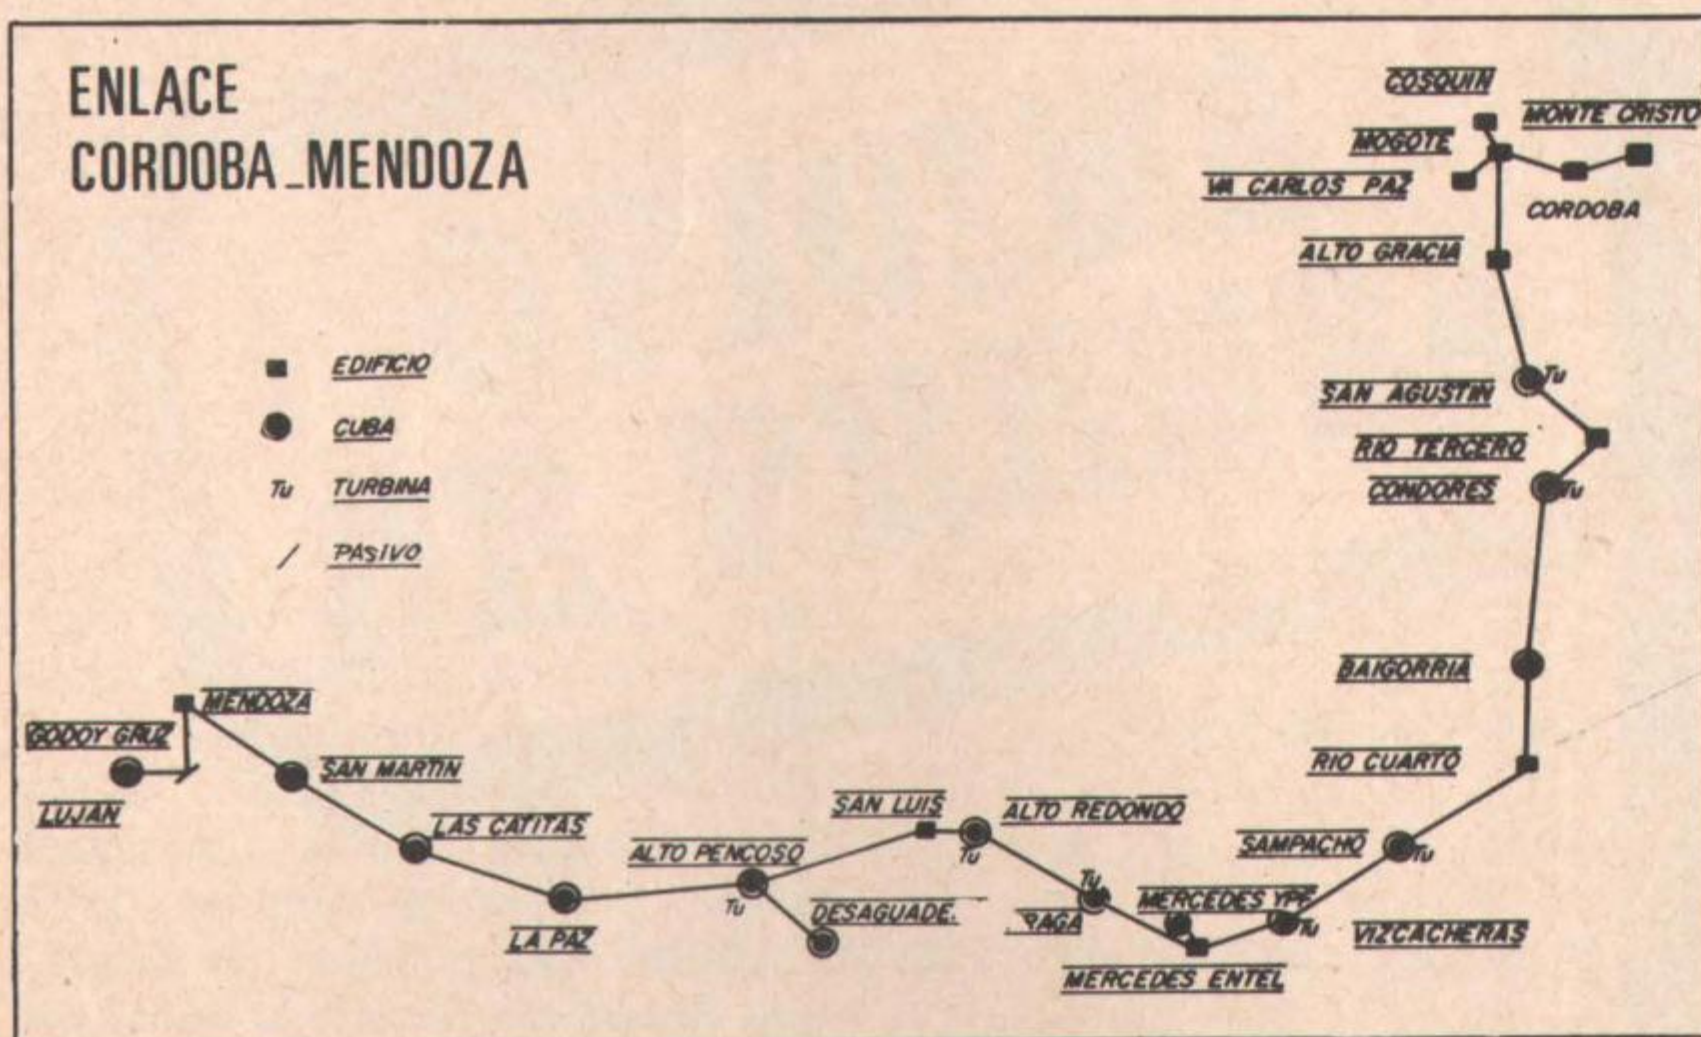 ENLACE
CORDOBA_MENDOZA
EDIFICIO
CUBA
Tu TURBINA
PASIVO
COSQUIN
MONTE CRISTO
MOGOTE
VA CARLOS PAZ
CORDOBA
ALTO GRACIA
SAN AGUSTIN
Tu
RIO TERCERO
CONDORES
Tu
BAIGORRIA
RIO CUARTO
SAMPACHO
Tu
VIZCACHERAS
Tu
MERCEDES YPF
MERCEDES ENTEL
Tu
RAGA
ALTO REDONDO
Tu
SAN LUIS
ALTO PENCOSO
Tu
DESAGUADE.
LA PAZ
LAS CATITAS
SAN MARTIN
MENDOZA
GODOY GRUZ
LUJAN